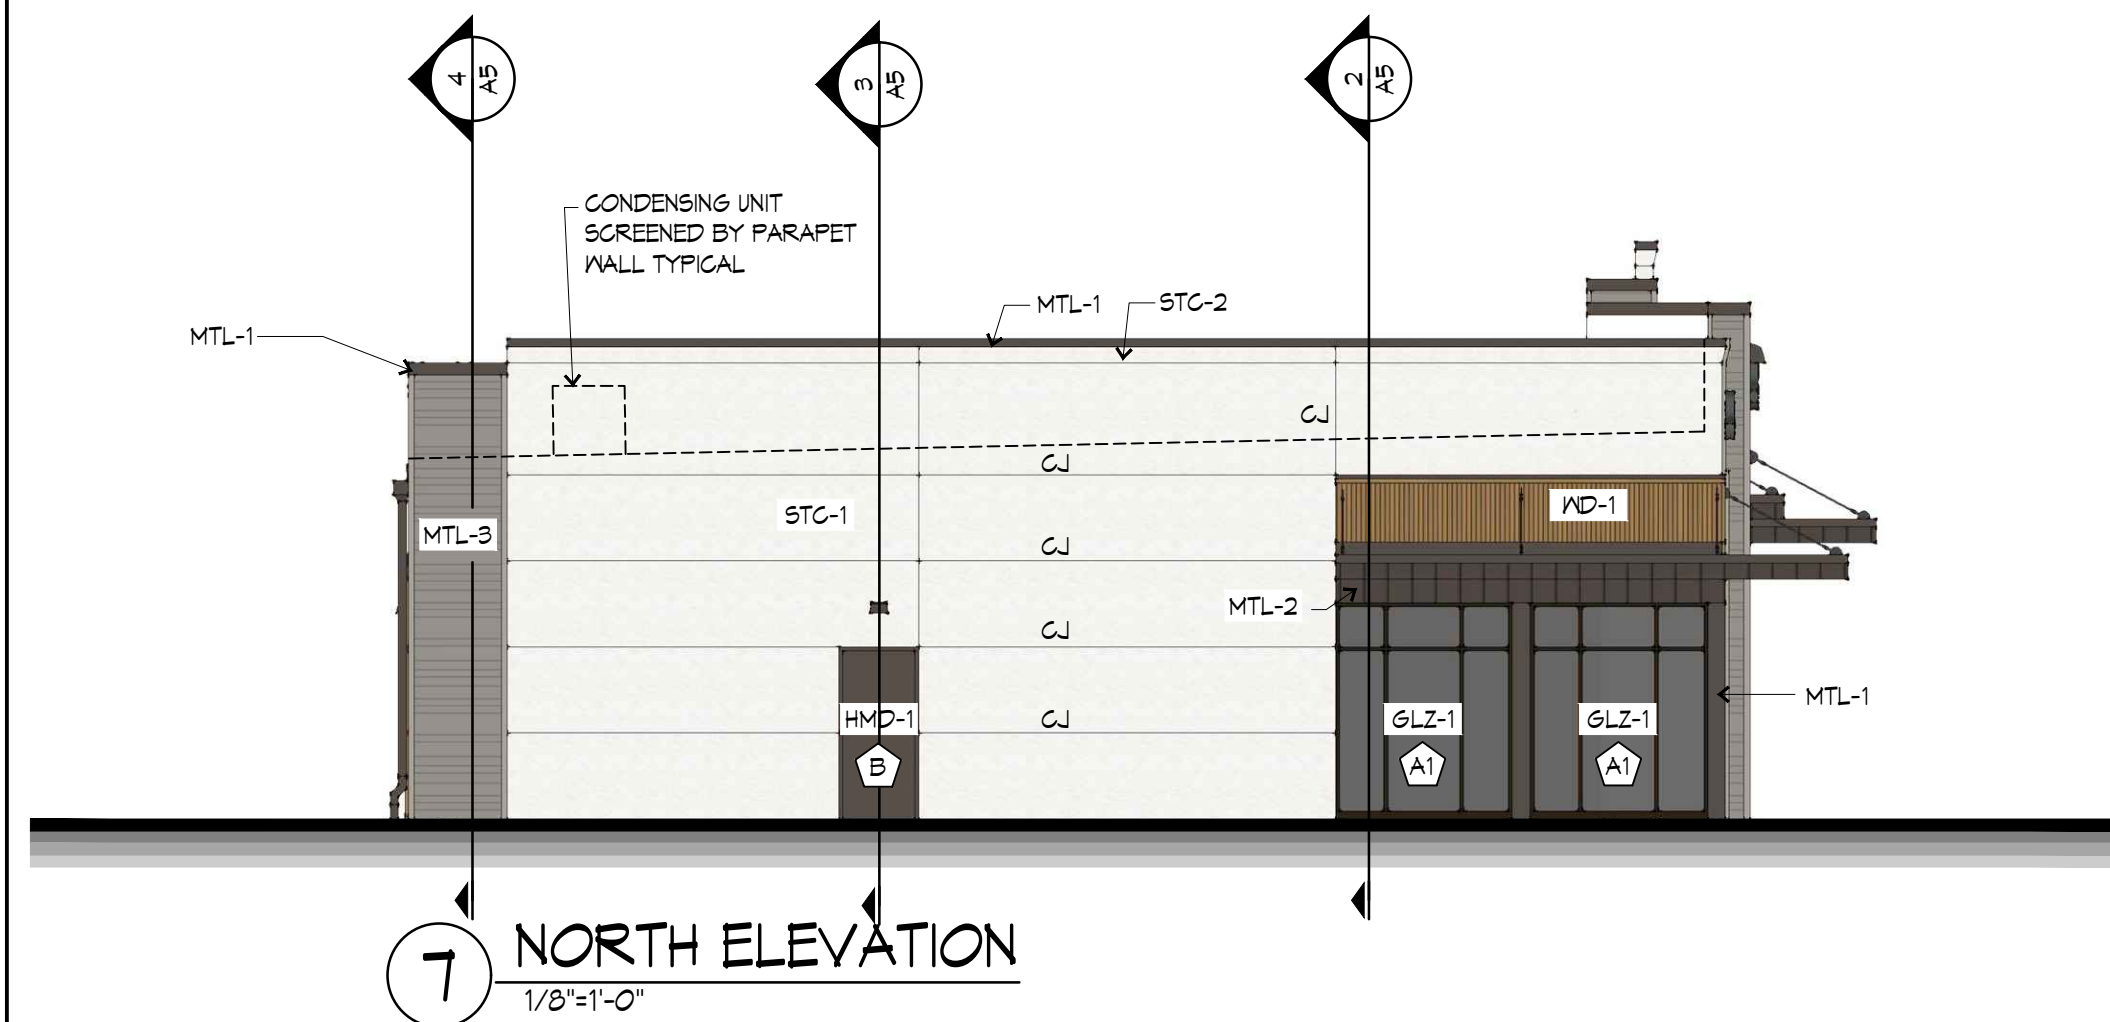 4
A5
3
A5
2
A5
CONDENSING UNIT
SCREENED BY PARAPET
WALL TYPICAL
MTL-1
MTL-1
STC-2
CJ
CJ
STC-1
WD-1
MTL-3
CJ
MTL-2
CJ
MTL-1
HMD-1
CJ
GLZ-1
GLZ-1
B
A1
A1
7
NORTH ELEVATION
1/8"=1'-0"